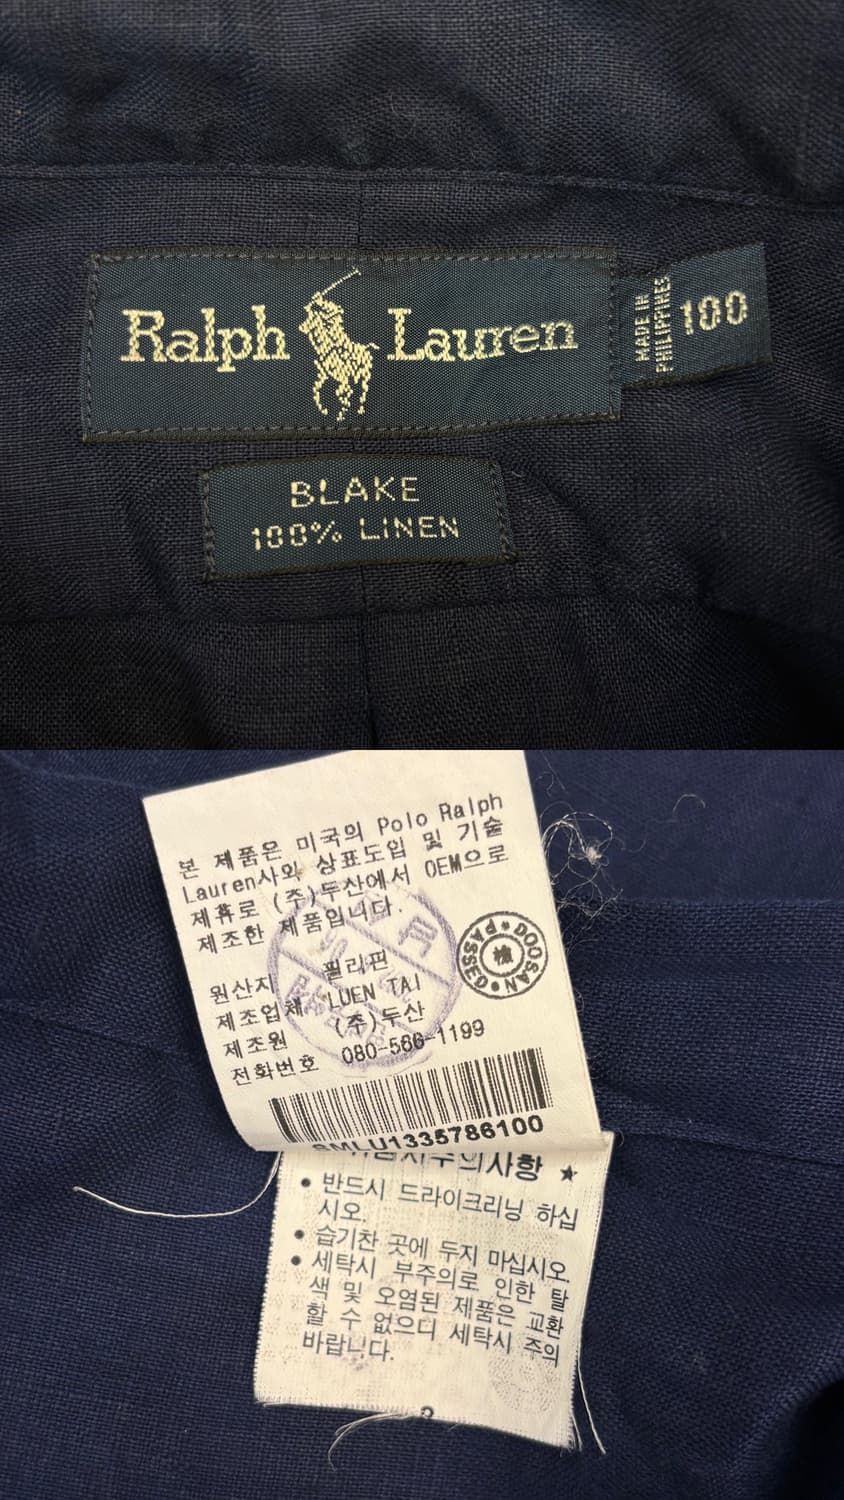 Ralph Lauren
MADE IN
PHILIPPINES
100
BLAKE
100% LINEN
본 제품은 미국의 Polo Ralph
Lauren사와 상표도입 및 기술
제휴로 (주)두산에서 OEM으로
제조한 제품입니다.
원산지 필리핀
제조업체 LUEN TAI
제조원 (주)두산
전화번호 080-566-1199
DOOSAN PASSED
檢
SMLU1335786100
주의사항 ★
• 반드시 드라이크리닝 하십
시오.
• 습기찬 곳에 두지 마십시오.
• 세탁시 부주의로 인한 탈
색 및 오염된 제품은 교환
할 수 없으니 세탁시 주의
바랍니다.